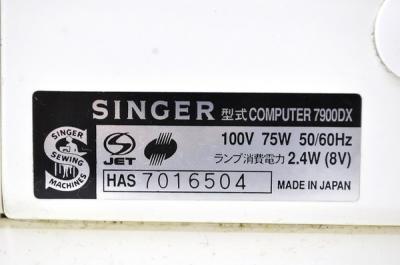 SINGER 型式 COMPUTER 7900DX
SINGER
SEWING
MACHINES
JET
100V 75W 50/60Hz
ランプ消費電力 2.4W (8V)
HAS 7016504 MADE IN JAPAN